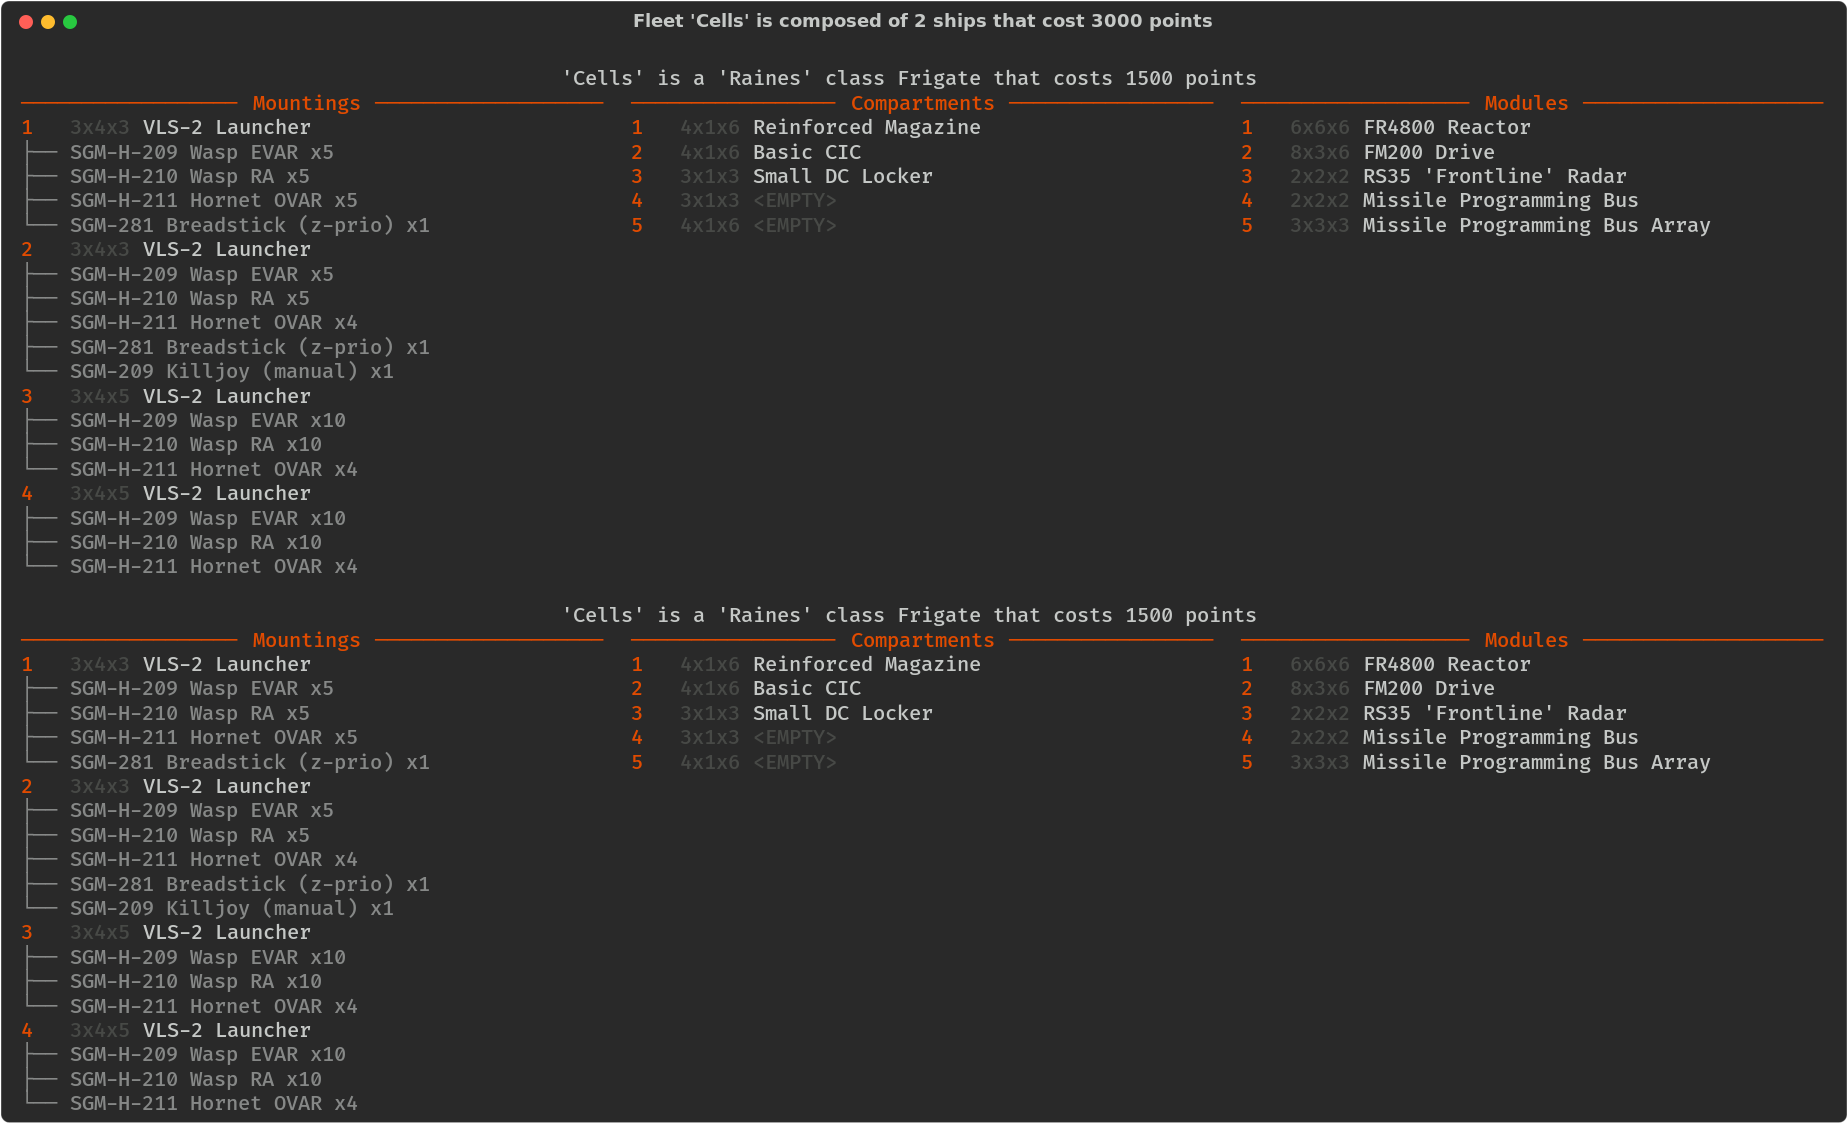 Fleet 'Cells' is composed of 2 ships that cost 3000 points
'Cells' is a 'Raines' class Frigate that costs 1500 points
Mountings Compartments Modules
1 3x4x3 VLS-2 Launcher 1 4x1x6 Reinforced Magazine 1 6x6x6 FR4800 Reactor
SGM-H-209 Wasp EVAR x5 2 4x1x6 Basic CIC 2 8x3x6 FM200 Drive
SGM-H-210 Wasp RA x5 3 3x1x3 Small DC Locker 3 2x2x2 RS35 'Frontline' Radar
SGM-H-211 Hornet OVAR x5 4 3x1x3 <EMPTY> 4 2x2x2 Missile Programming Bus
SGM-281 Breadstick (z-prio) x1 5 4x1x6 <EMPTY> 5 3x3x3 Missile Programming Bus Array
2 3x4x3 VLS-2 Launcher
SGM-H-209 Wasp EVAR x5
SGM-H-210 Wasp RA x5
SGM-H-211 Hornet OVAR x4
SGM-281 Breadstick (z-prio) x1
SGM-209 Killjoy (manual) x1
3 3x4x5 VLS-2 Launcher
SGM-H-209 Wasp EVAR x10
SGM-H-210 Wasp RA x10
SGM-H-211 Hornet OVAR x4
4 3x4x5 VLS-2 Launcher
SGM-H-209 Wasp EVAR x10
SGM-H-210 Wasp RA x10
SGM-H-211 Hornet OVAR x4
'Cells' is a 'Raines' class Frigate that costs 1500 points
Mountings Compartments Modules
1 3x4x3 VLS-2 Launcher 1 4x1x6 Reinforced Magazine 1 6x6x6 FR4800 Reactor
SGM-H-209 Wasp EVAR x5 2 4x1x6 Basic CIC 2 8x3x6 FM200 Drive
SGM-H-210 Wasp RA x5 3 3x1x3 Small DC Locker 3 2x2x2 RS35 'Frontline' Radar
SGM-H-211 Hornet OVAR x5 4 3x1x3 <EMPTY> 4 2x2x2 Missile Programming Bus
SGM-281 Breadstick (z-prio) x1 5 4x1x6 <EMPTY> 5 3x3x3 Missile Programming Bus Array
2 3x4x3 VLS-2 Launcher
SGM-H-209 Wasp EVAR x5
SGM-H-210 Wasp RA x5
SGM-H-211 Hornet OVAR x4
SGM-281 Breadstick (z-prio) x1
SGM-209 Killjoy (manual) x1
3 3x4x5 VLS-2 Launcher
SGM-H-209 Wasp EVAR x10
SGM-H-210 Wasp RA x10
SGM-H-211 Hornet OVAR x4
4 3x4x5 VLS-2 Launcher
SGM-H-209 Wasp EVAR x10
SGM-H-210 Wasp RA x10
SGM-H-211 Hornet OVAR x4